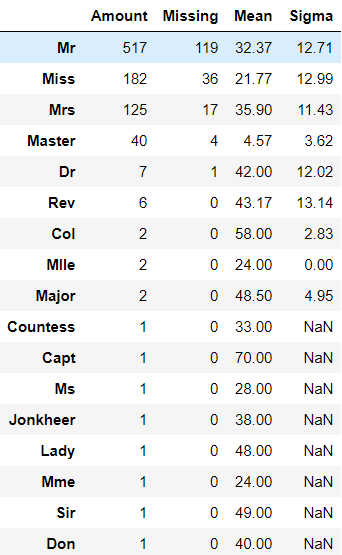 Amount Missing Mean Sigma
Mr 517 119 32.37 12.71
Miss 182 36 21.77 12.99
Mrs 125 17 35.90 11.43
Master 40 4 4.57 3.62
Dr 7 1 42.00 12.02
Rev 6 0 43.17 13.14
Col 2 0 58.00 2.83
Mlle 2 0 24.00 0.00
Major 2 0 48.50 4.95
Countess 1 0 33.00 NaN
Capt 1 0 70.00 NaN
Ms 1 0 28.00 NaN
Jonkheer 1 0 38.00 NaN
Lady 1 0 48.00 NaN
Mme 1 0 24.00 NaN
Sir 1 0 49.00 NaN
Don 1 0 40.00 NaN